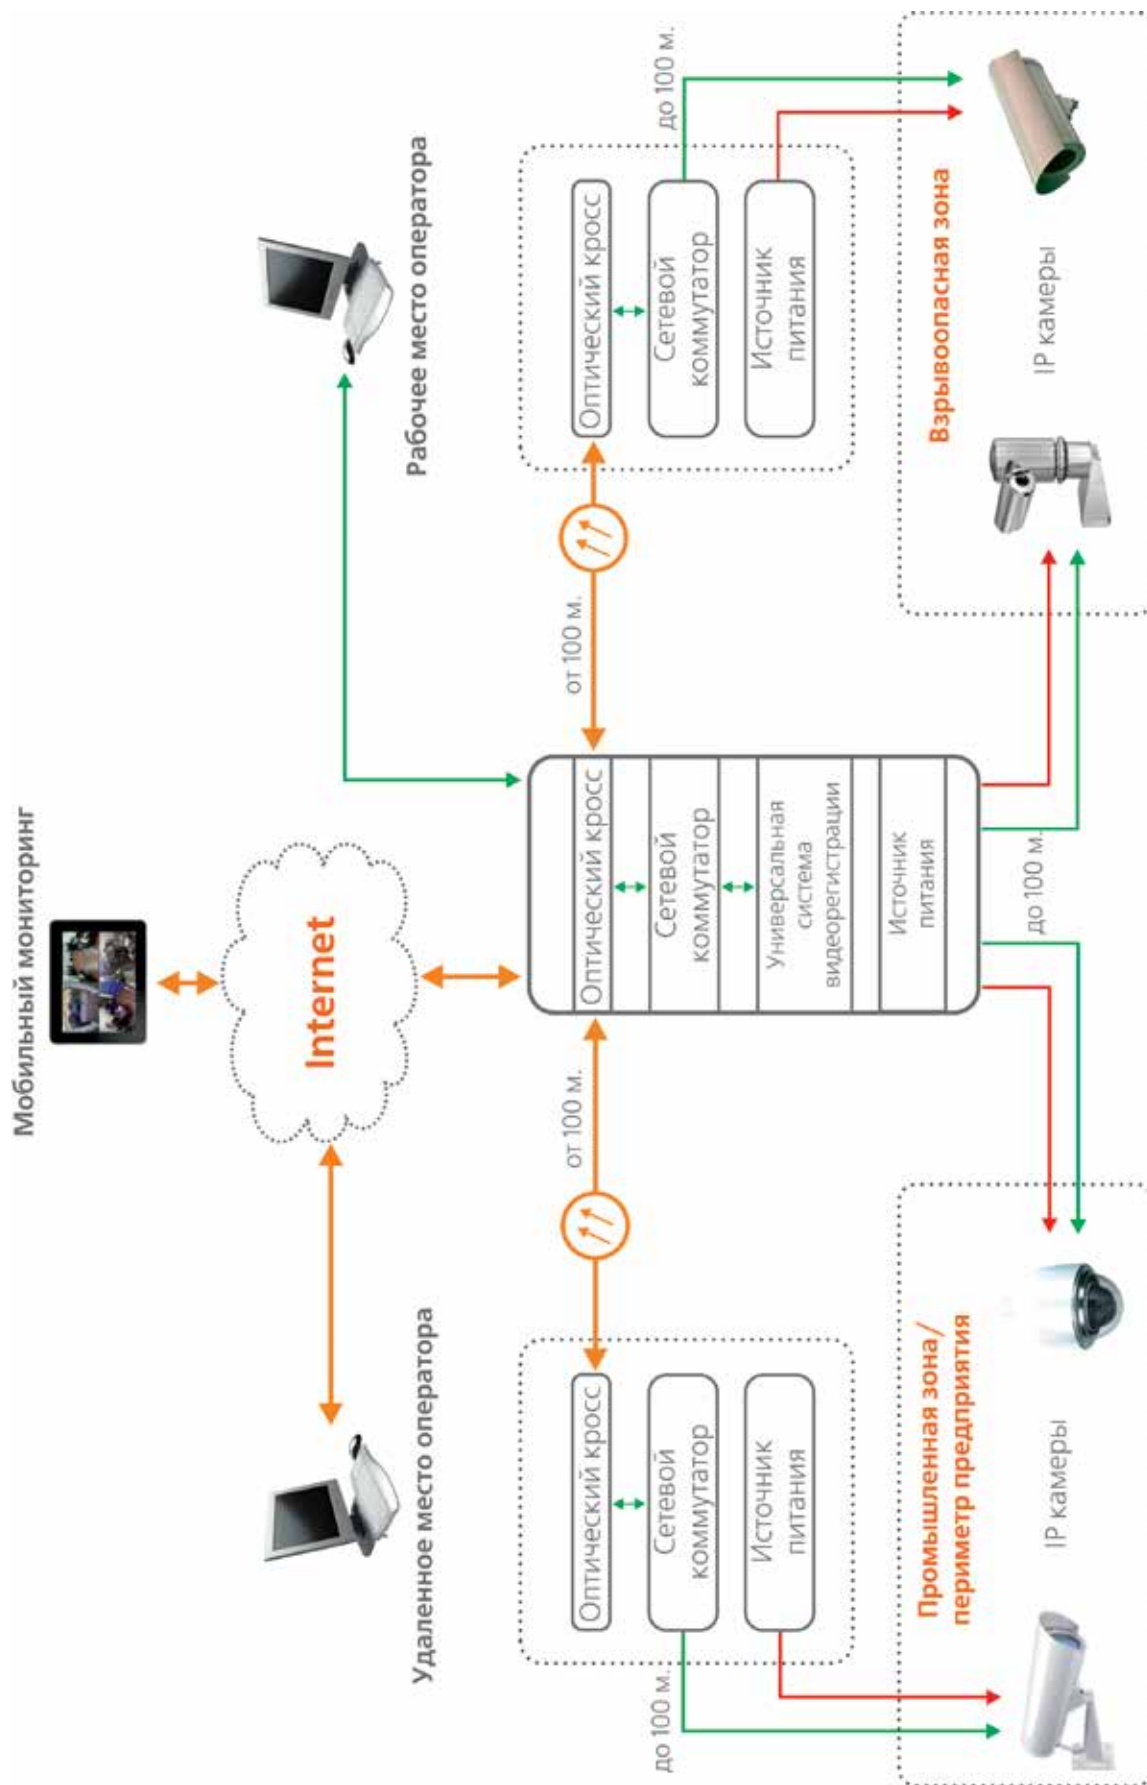 Мобильный мониторинг
Internet
Удаленное место оператора
Рабочее место оператора
до 100 м.
Оптический кросс
Сетевой
коммутатор
Источник
питания
от 100 м.
Оптический кросс
Сетевой
коммутатор
Универсальная
система
видеорегистрации
Источник
питания
от 100 м.
Оптический кросс
Сетевой
коммутатор
Источник
питания
до 100 м.
до 100 м.
Промышленная зона/
периметр предприятия
IP камеры
Взрывоопасная зона
IP камеры